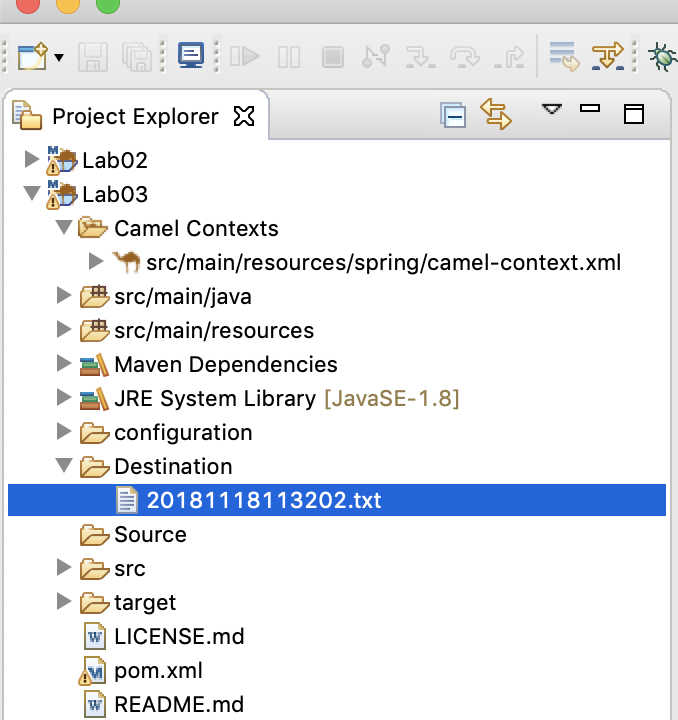 Project Explorer
Lab02
Lab03
Camel Contexts
src/main/resources/spring/camel-context.xml
src/main/java
src/main/resources
Maven Dependencies
JRE System Library [JavaSE-1.8]
configuration
Destination
20181118113202.txt
Source
src
target
LICENSE.md
pom.xml
README.md